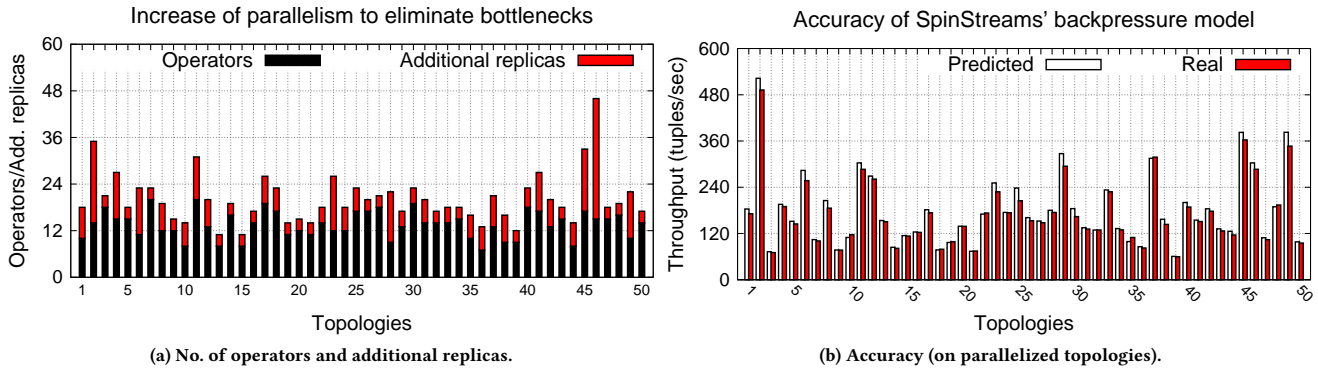 Increase of parallelism to eliminate bottlenecks
Operators/Add. replicas
60
48
36
24
12
0
Operators
Additional replicas
1 5 10 15 20 25 30 35 40 45 50
Topologies
(a) No. of operators and additional replicas.
Accuracy of SpinStreams' backpressure model
Throughput (tuples/sec)
600
480
360
240
120
0
Predicted
Real
1 5 10 15 20 25 30 35 40 45 50
Topologies
(b) Accuracy (on parallelized topologies).